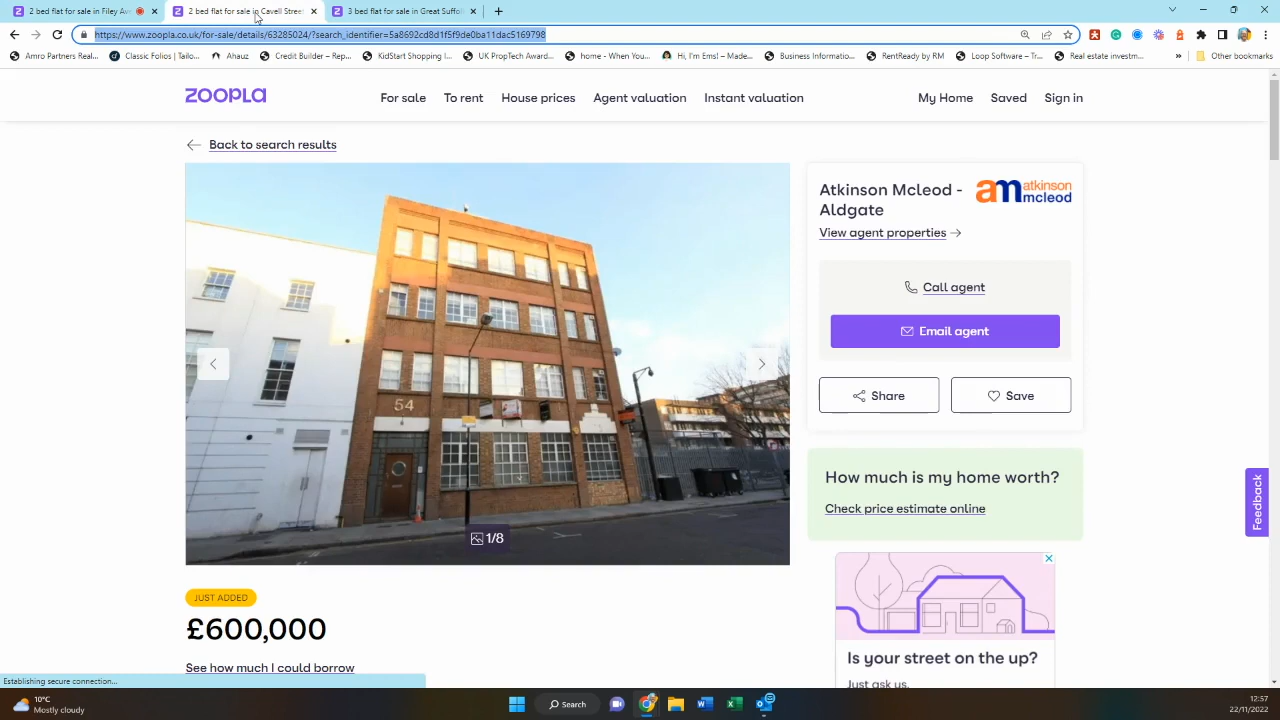 2 bed flat for sale in Filey Ave
2 bed flat for sale in Cavell Stree
3 bed flat for sale in Great Suffol
https://www.zoopla.co.uk/for-sale/details/63285024/?search_identifier=5a8692cd8d1f5f9de0ba11dac5169798
Amro Partners Real...
Classic Folios | Tailo...
Ahauz
Credit Builder – Rep...
KidStart Shopping I...
UK PropTech Award...
home - When You'...
Hi, I'm Ems! – Made...
Business Informatio...
RentReady by RM
Loop Software – Tr...
Real estate investm...
»
Other bookmarks
ZOOPLA
For sale
To rent
House prices
Agent valuation
Instant valuation
My Home
Saved
Sign in
Back to search results
54
1/8
Atkinson Mcleod -
Aldgate
am atkinson
mcleod
View agent properties
Call agent
Email agent
Share
Save
How much is my home worth?
Check price estimate online
Feedback
JUST ADDED
£600,000
See how much I could borrow
Is your street on the up?
Just ask us.
Establishing secure connection...
10°C
Mostly cloudy
Search
12:57
22/11/2022